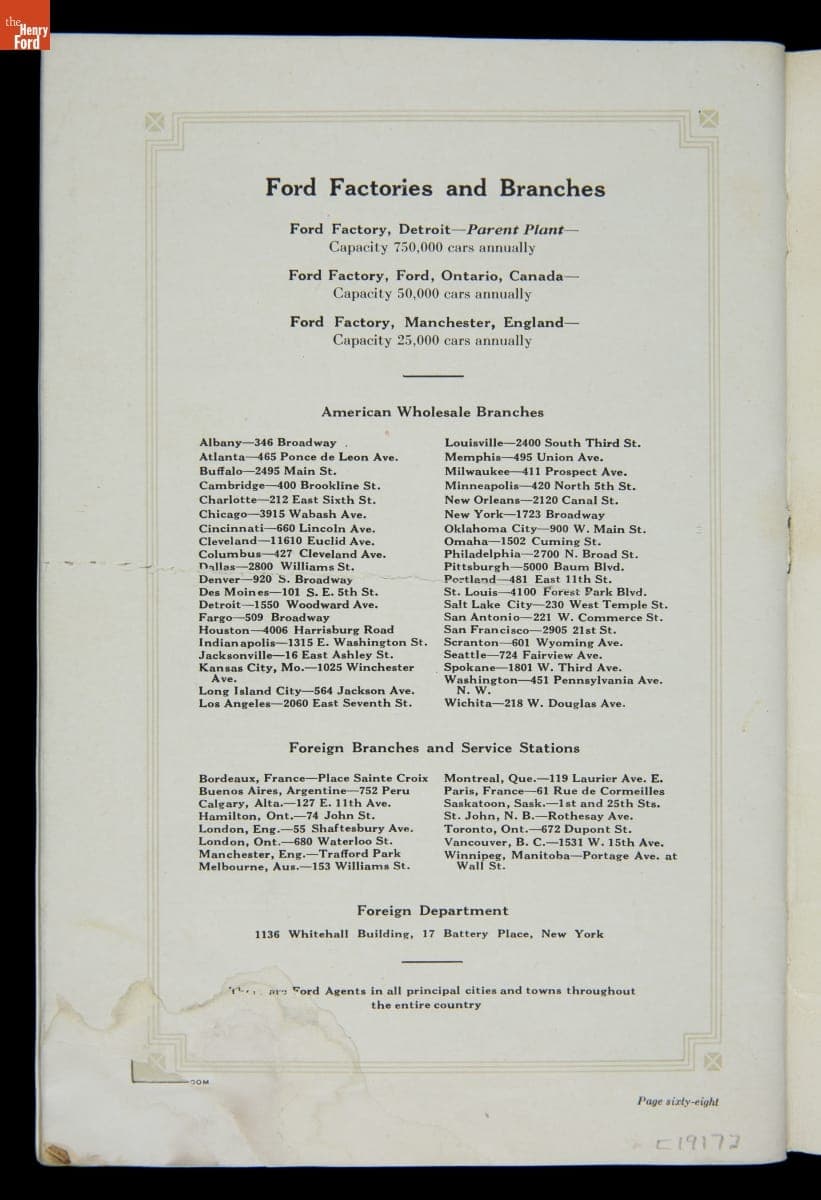 the
Henry
Ford
Ford Factories and Branches
Ford Factory, Detroit—Parent Plant—
Capacity 750,000 cars annually
Ford Factory, Ford, Ontario, Canada—
Capacity 50,000 cars annually
Ford Factory, Manchester, England—
Capacity 25,000 cars annually
American Wholesale Branches
Albany—346 Broadway
Atlanta—465 Ponce de Leon Ave.
Buffalo—2495 Main St.
Cambridge—400 Brookline St.
Charlotte—212 East Sixth St.
Chicago—3915 Wabash Ave.
Cincinnati—660 Lincoln Ave.
Cleveland—11610 Euclid Ave.
Columbus—427 Cleveland Ave.
Dallas—2800 Williams St.
Denver—920 S. Broadway
Des Moines—101 S. E. 5th St.
Detroit—1550 Woodward Ave.
Fargo—509 Broadway
Houston—4006 Harrisburg Road
Indianapolis—1315 E. Washington St.
Jacksonville—16 East Ashley St.
Kansas City, Mo.—1025 Winchester
Ave.
Long Island City—564 Jackson Ave.
Los Angeles—2060 East Seventh St.
Louisville—2400 South Third St.
Memphis—495 Union Ave.
Milwaukee—411 Prospect Ave.
Minneapolis—420 North 5th St.
New Orleans—2120 Canal St.
New York—1723 Broadway
Oklahoma City—900 W. Main St.
Omaha—1502 Cuming St.
Philadelphia—2700 N. Broad St.
Pittsburgh—5000 Baum Blvd.
Portland—481 East 11th St.
St. Louis—4100 Forest Park Blvd.
Salt Lake City—230 West Temple St.
San Antonio—221 W. Commerce St.
San Francisco—2905 21st St.
Scranton—601 Wyoming Ave.
Seattle—724 Fairview Ave.
Spokane—1801 W. Third Ave.
Washington—451 Pennsylvania Ave.
N. W.
Wichita—218 W. Douglas Ave.
Foreign Branches and Service Stations
Bordeaux, France—Place Sainte Croix
Buenos Aires, Argentine—752 Peru
Calgary, Alta.—127 E. 11th Ave.
Hamilton, Ont.—74 John St.
London, Eng.—55 Shaftesbury Ave.
London, Ont.—680 Waterloo St.
Manchester, Eng.—Trafford Park
Melbourne, Aus.—153 Williams St.
Montreal, Que.—119 Laurier Ave. E.
Paris, France—61 Rue de Cormeilles
Saskatoon, Sask.—1st and 25th Sts.
St. John, N. B.—Rothesay Ave.
Toronto, Ont.—672 Dupont St.
Vancouver, B. C.—1531 W. 15th Ave.
Winnipeg, Manitoba—Portage Ave. at
Wall St.
Foreign Department
1136 Whitehall Building, 17 Battery Place, New York
are Ford Agents in all principal cities and towns throughout
the entire country
Page sixty-eight